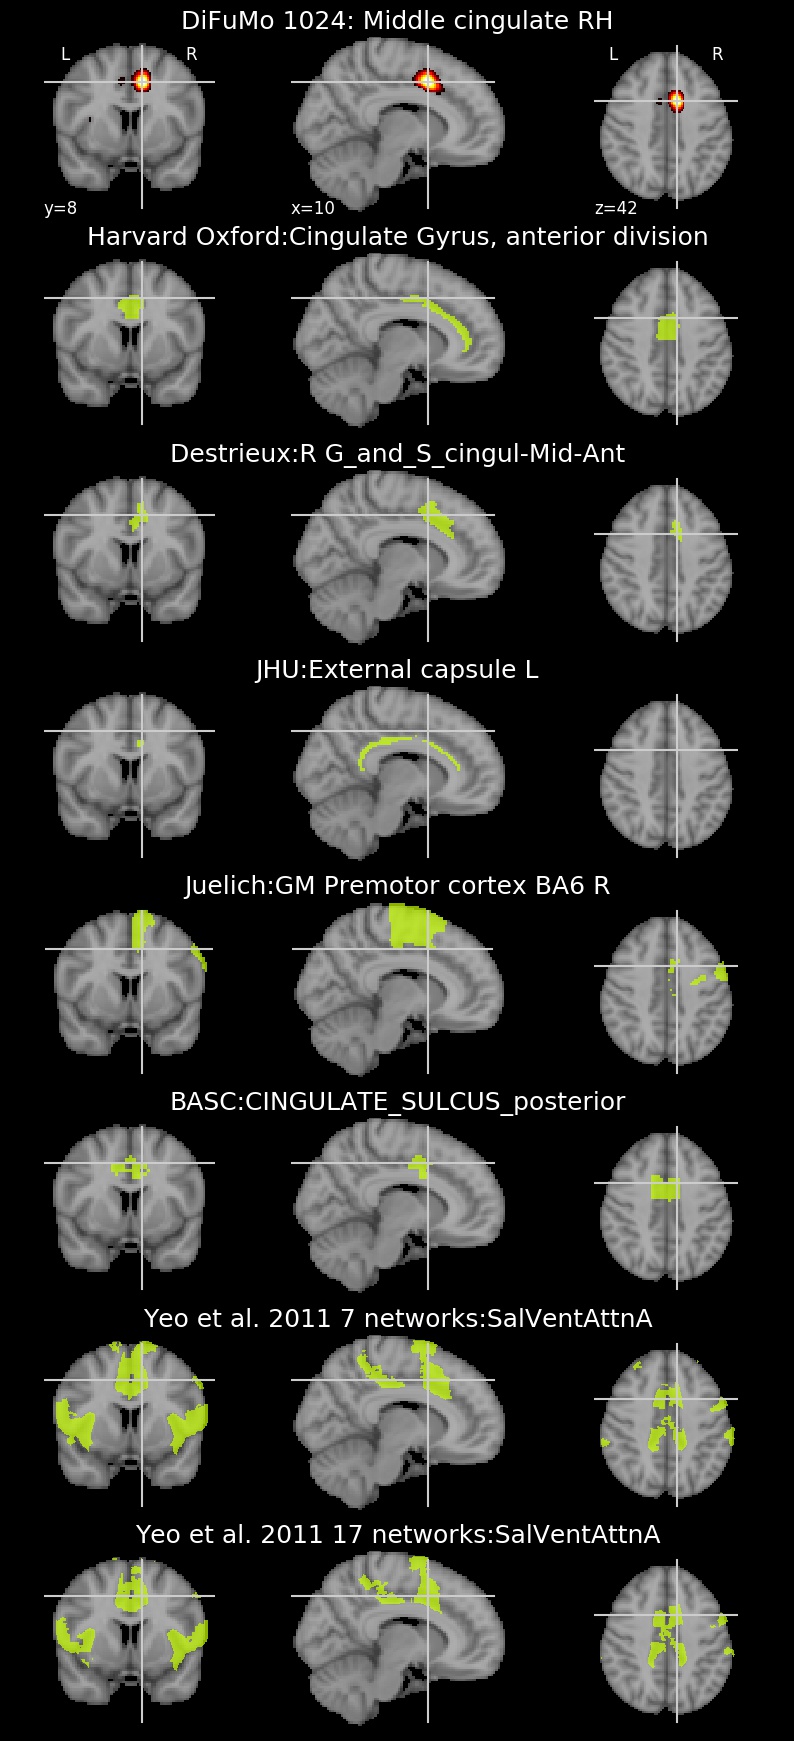 DiFuMo 1024: Middle cingulate RH
L R L R
y=8 x=10 z=42
Harvard Oxford:Cingulate Gyrus, anterior division
Destrieux:R G_and_S_cingul-Mid-Ant
JHU:External capsule L
Juelich:GM Premotor cortex BA6 R
BASC:CINGULATE_SULCUS_posterior
Yeo et al. 2011 7 networks:SalVentAttnA
Yeo et al. 2011 17 networks:SalVentAttnA